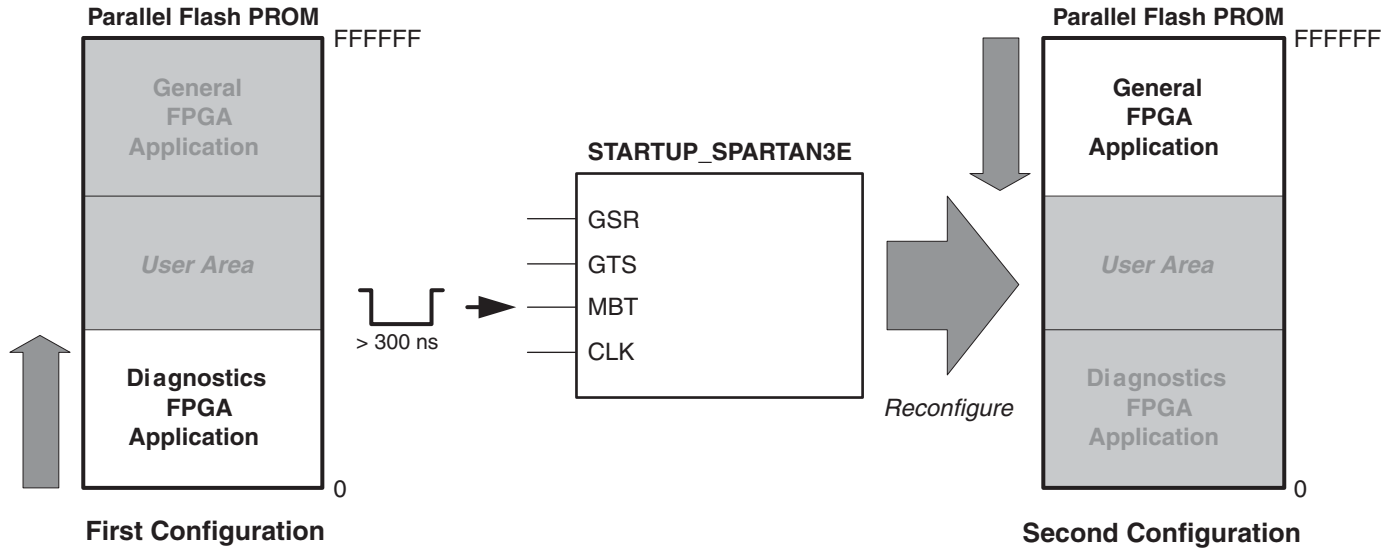 Parallel Flash PROM
FFFFFF
General
FPGA
Application
User Area
Diagnostics
FPGA
Application
0
First Configuration
> 300 ns
STARTUP_SPARTAN3E
GSR
GTS
MBT
CLK
Reconfigure
Parallel Flash PROM
FFFFFF
General
FPGA
Application
User Area
Diagnostics
FPGA
Application
0
Second Configuration